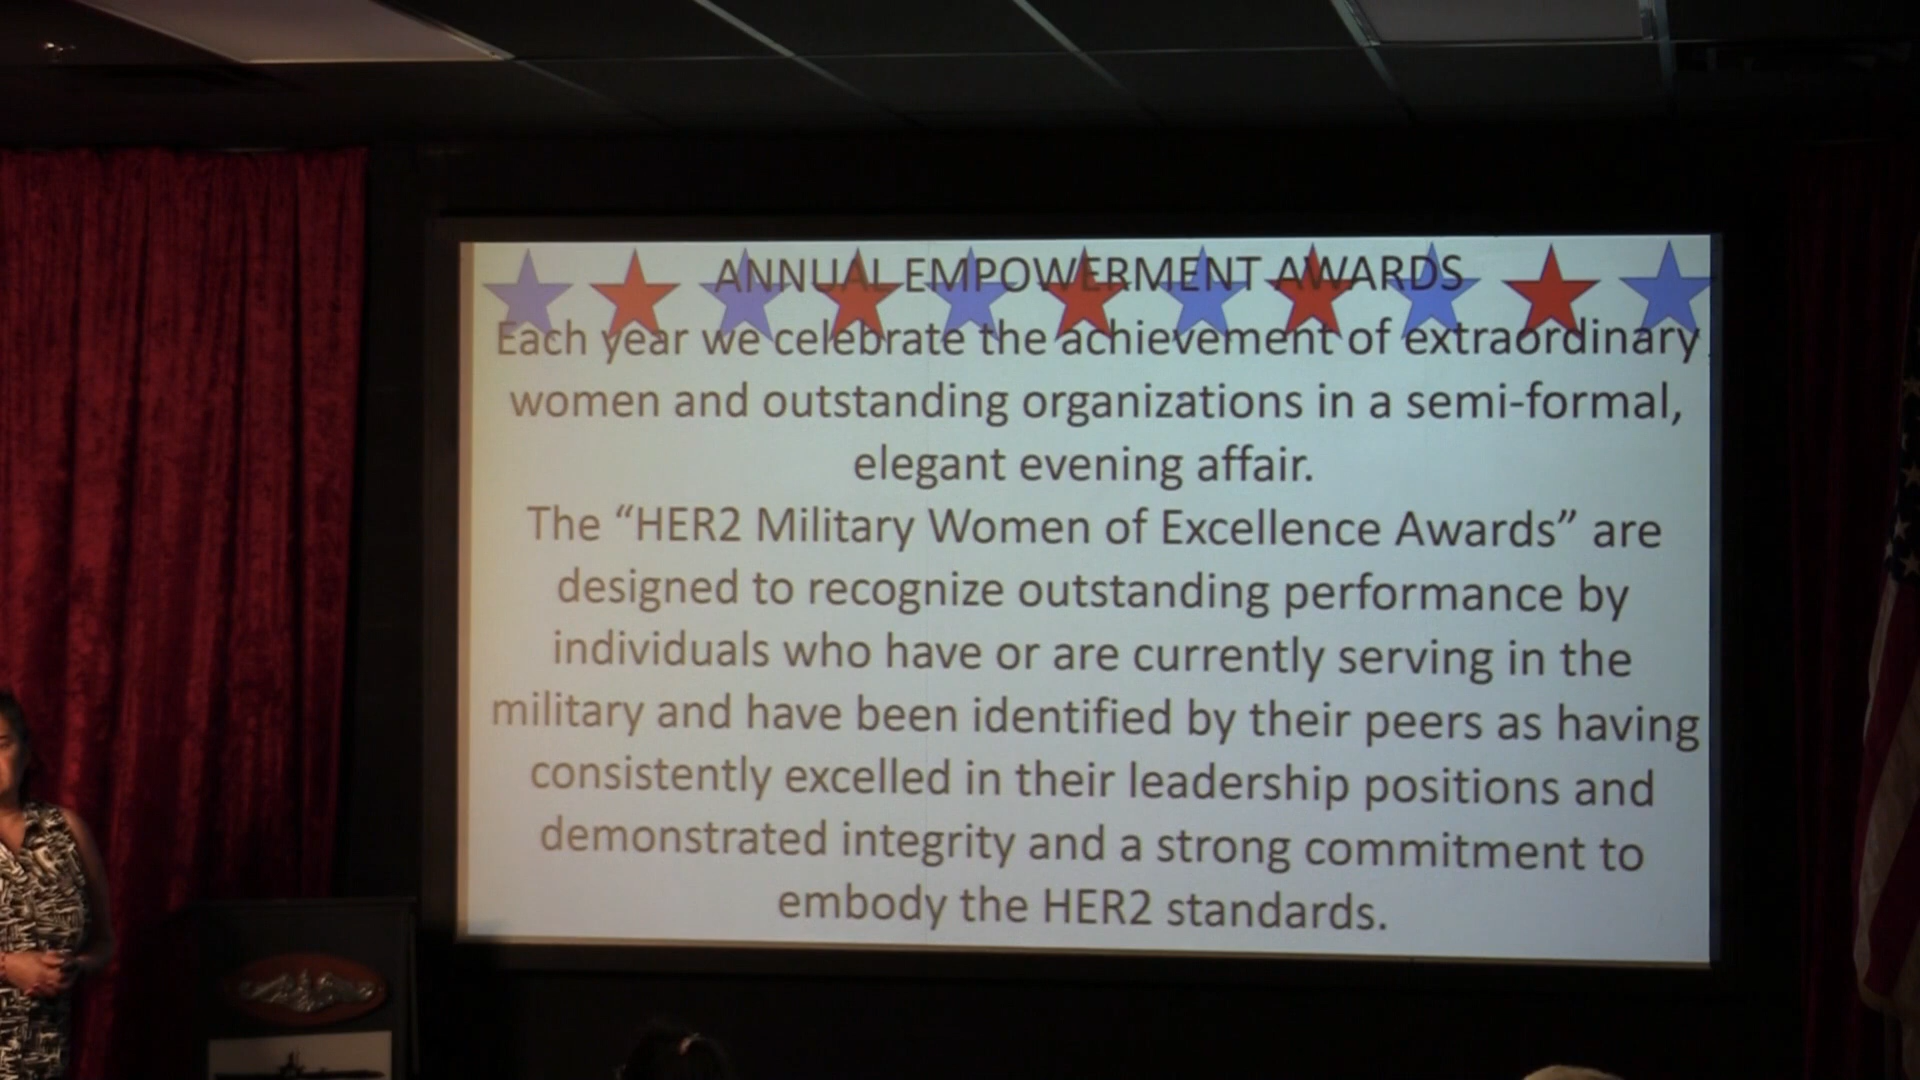 ANNUAL EMPOWERMENT AWARDS
Each year we celebrate the achievement of extraordinary
women and outstanding organizations in a semi-formal,
elegant evening affair.
The “HER2 Military Women of Excellence Awards” are
designed to recognize outstanding performance by
individuals who have or are currently serving in the
military and have been identified by their peers as having
consistently excelled in their leadership positions and
demonstrated integrity and a strong commitment to
embody the HER2 standards.